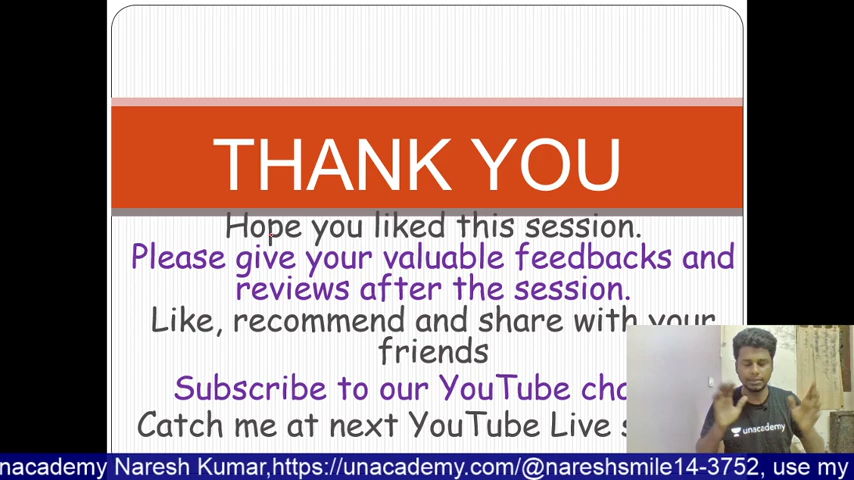 THANK YOU
Hope you liked this session.
Please give your valuable feedbacks and
reviews after the session.
Like, recommend and share with your
friends
Subscribe to our YouTube
Catch me at next YouTube Live
unacademy
nacademy Naresh Kumar,https://unacademy.com/@nareshsmile14-3752, use my